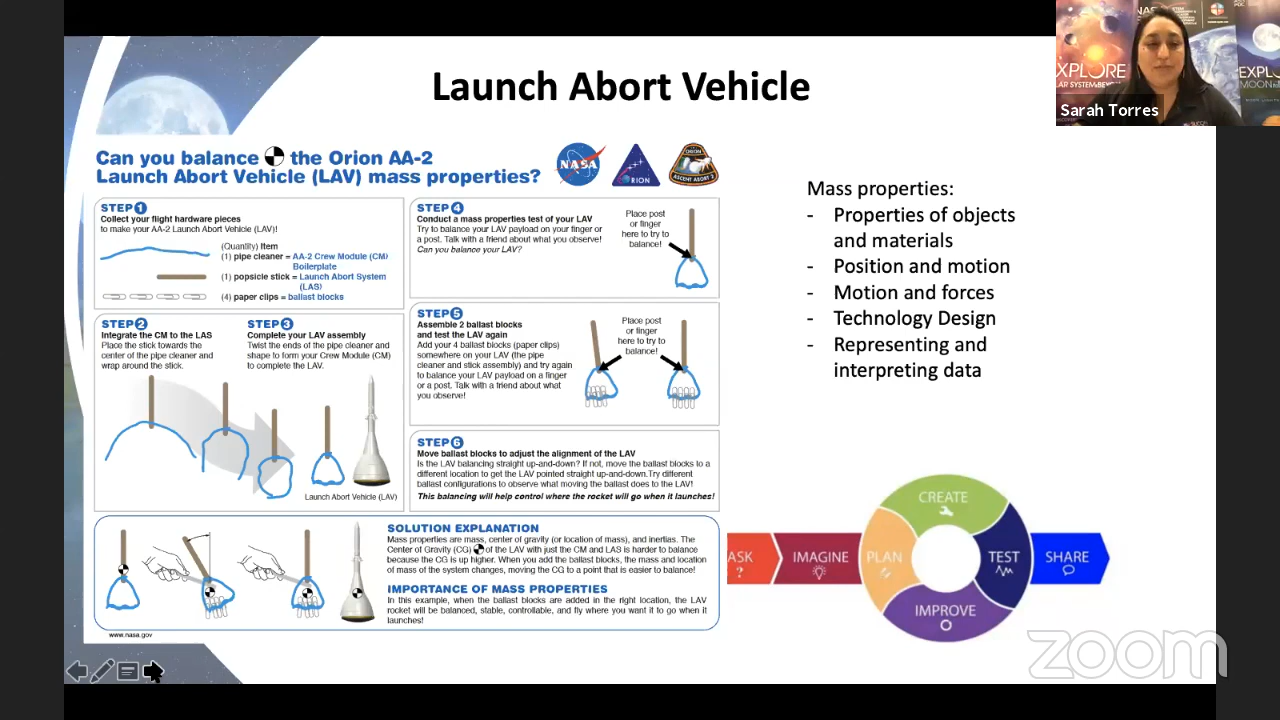 Launch Abort Vehicle
EXPLORE
LAR SYSTEM&BEYOND
EXPL
MOON
Sarah Torres
Can you balance the Orion AA-2
Launch Abort Vehicle (LAV) mass properties?
NASA
ORION
ORION
ASCENT ABORT 2
STEP 1
Collect your flight hardware pieces
to make your AA-2 Launch Abort Vehicle (LAV)!
(Quantity) Item
(1) pipe cleaner = AA-2 Crew Module (CM)
Boilerplate
(1) popsicle stick = Launch Abort System
(LAS)
(4) paper clips = ballast blocks
STEP 2
Integrate the CM to the LAS
Place the stick towards the
center of the pipe cleaner and
wrap around the stick.
STEP 3
Complete your LAV assembly
Twist the ends of the pipe cleaner and
shape to form your Crew Module (CM)
to complete the LAV.
Launch Abort Vehicle (LAV)
STEP 4
Conduct a mass properties test of your LAV
Try to balance your LAV payload on your finger or
a post. Talk with a friend about what you observe!
Can you balance your LAV?
Place post
or finger
here to try to
balance!
STEP 5
Assemble 2 ballast blocks
and test the LAV again
Add your 4 ballast blocks (paper clips)
somewhere on your LAV (the pipe
cleaner and stick assembly) and try again
to balance your LAV payload on a finger
or a post. Talk with a friend about what
you observe!
Place post
or finger
here to try to
balance!
STEP 6
Move ballast blocks to adjust the alignment of the LAV
Is the LAV balancing straight up-and-down? If not, move the ballast blocks to a
different location to get the LAV pointed straight up-and-down.Try different
ballast configurations to observe what moving the ballast does to the LAV!
This balancing will help control where the rocket will go when it launches!
SOLUTION EXPLANATION
Mass properties are mass, center of gravity (or location of mass), and inertias. The
Center of Gravity (CG) of the LAV with just the CM and LAS is harder to balance
because the CG is up higher. When you add the ballast blocks, the mass and location
of mass of the system changes, moving the CG to a point that is easier to balance!
IMPORTANCE OF MASS PROPERTIES
In this example, when the ballast blocks are added in the right location, the LAV
rocket will be balanced, stable, controllable, and fly where you want it to go when it
launches!
www.nasa.gov
Mass properties:
- Properties of objects
and materials
- Position and motion
- Motion and forces
- Technology Design
- Representing and
interpreting data
ASK
?
IMAGINE
PLAN
CREATE
TEST
IMPROVE
SHARE
zoom